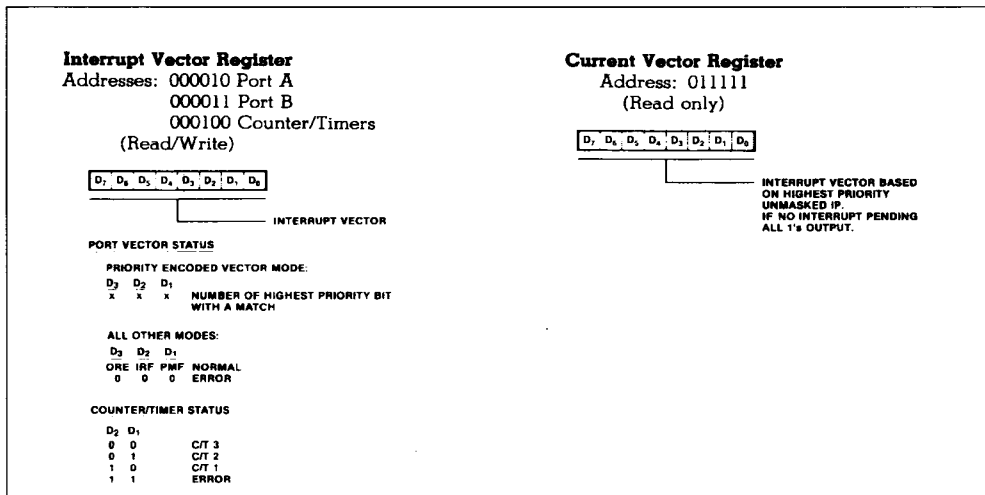 Interrupt Vector Register
Addresses: 000010 Port A
000011 Port B
000100 Counter/Timers
(Read/Write)
D7 D6 D5 D4 D3 D2 D1 D0
INTERRUPT VECTOR
PORT VECTOR STATUS
PRIORITY ENCODED VECTOR MODE:
D3 D2 D1
x x x NUMBER OF HIGHEST PRIORITY BIT
WITH A MATCH
ALL OTHER MODES:
D3 D2 D1
ORE IRF PMF NORMAL
0 0 0 ERROR
COUNTER/TIMER STATUS
D2 D1
0 0 C/T 3
0 1 C/T 2
1 0 C/T 1
1 1 ERROR
Current Vector Register
Address: 011111
(Read only)
D7 D6 D5 D4 D3 D2 D1 D0
INTERRUPT VECTOR BASED
ON HIGHEST PRIORITY
UNMASKED IP.
IF NO INTERRUPT PENDING
ALL 1's OUTPUT.